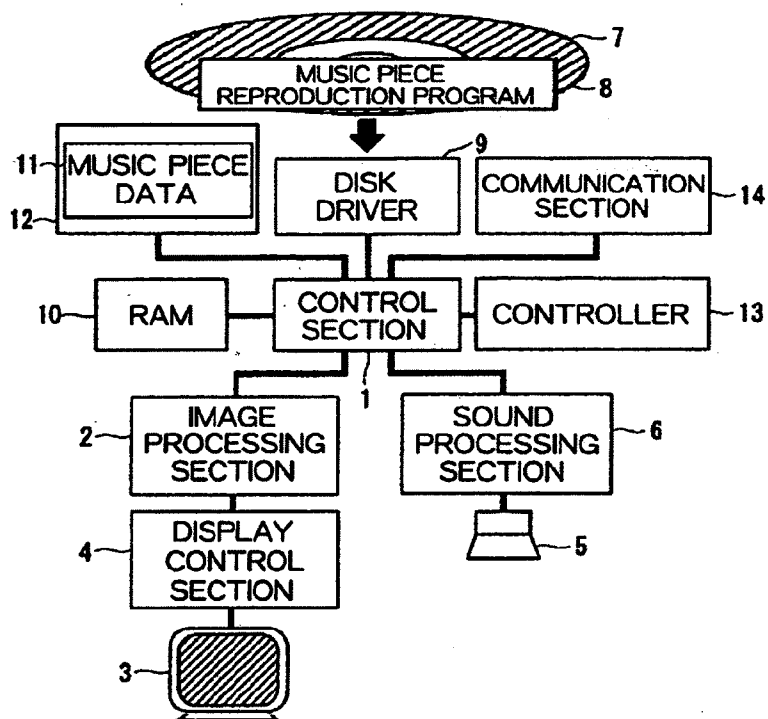 7
MUSIC PIECE
REPRODUCTION PROGRAM
8
11
MUSIC PIECE
DATA
12
9
DISK
DRIVER
COMMUNICATION
SECTION
14
10
RAM
CONTROL
SECTION
1
CONTROLLER
13
2
IMAGE
PROCESSING
SECTION
SOUND
PROCESSING
SECTION
6
4
DISPLAY
CONTROL
SECTION
5
3